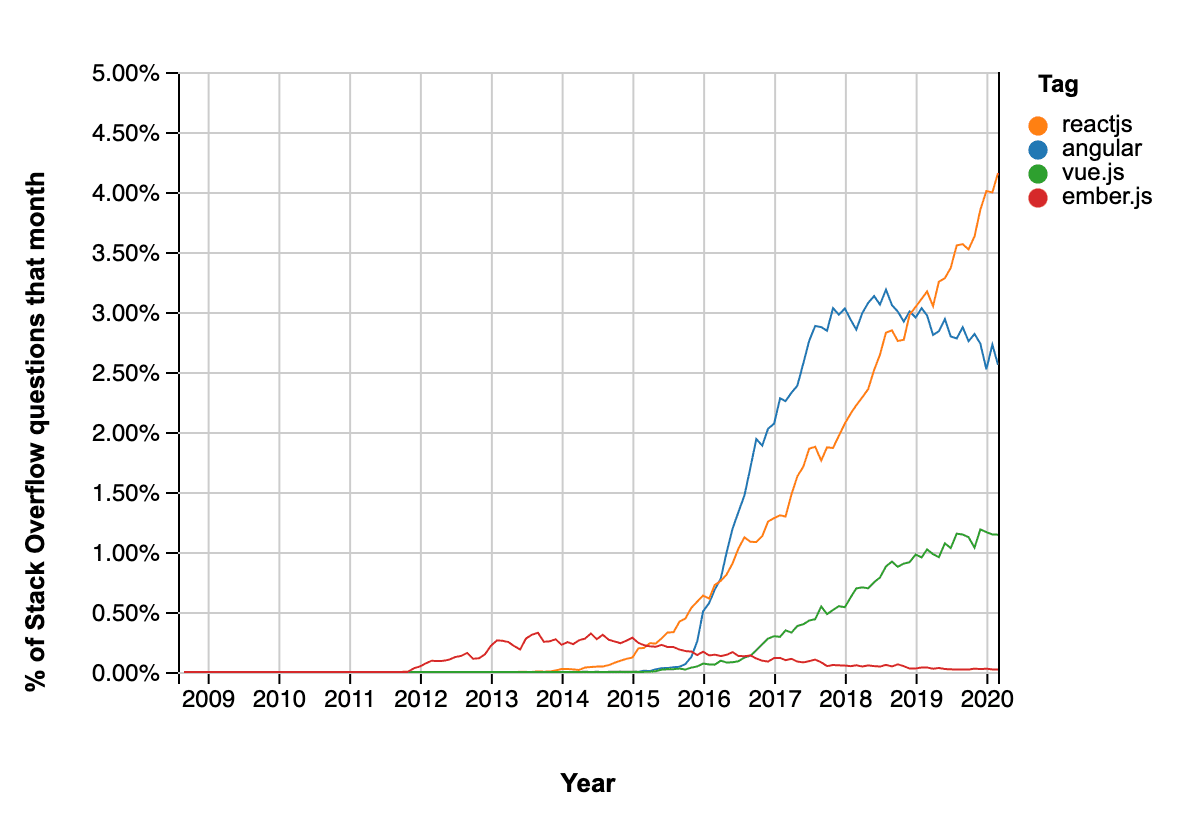 5.00%
4.50%
4.00%
3.50%
3.00%
2.50%
2.00%
1.50%
1.00%
0.50%
0.00%
% of Stack Overflow questions that month
2009 2010 2011 2012 2013 2014 2015 2016 2017 2018 2019 2020
Year
Tag
reactjs
angular
vue.js
ember.js